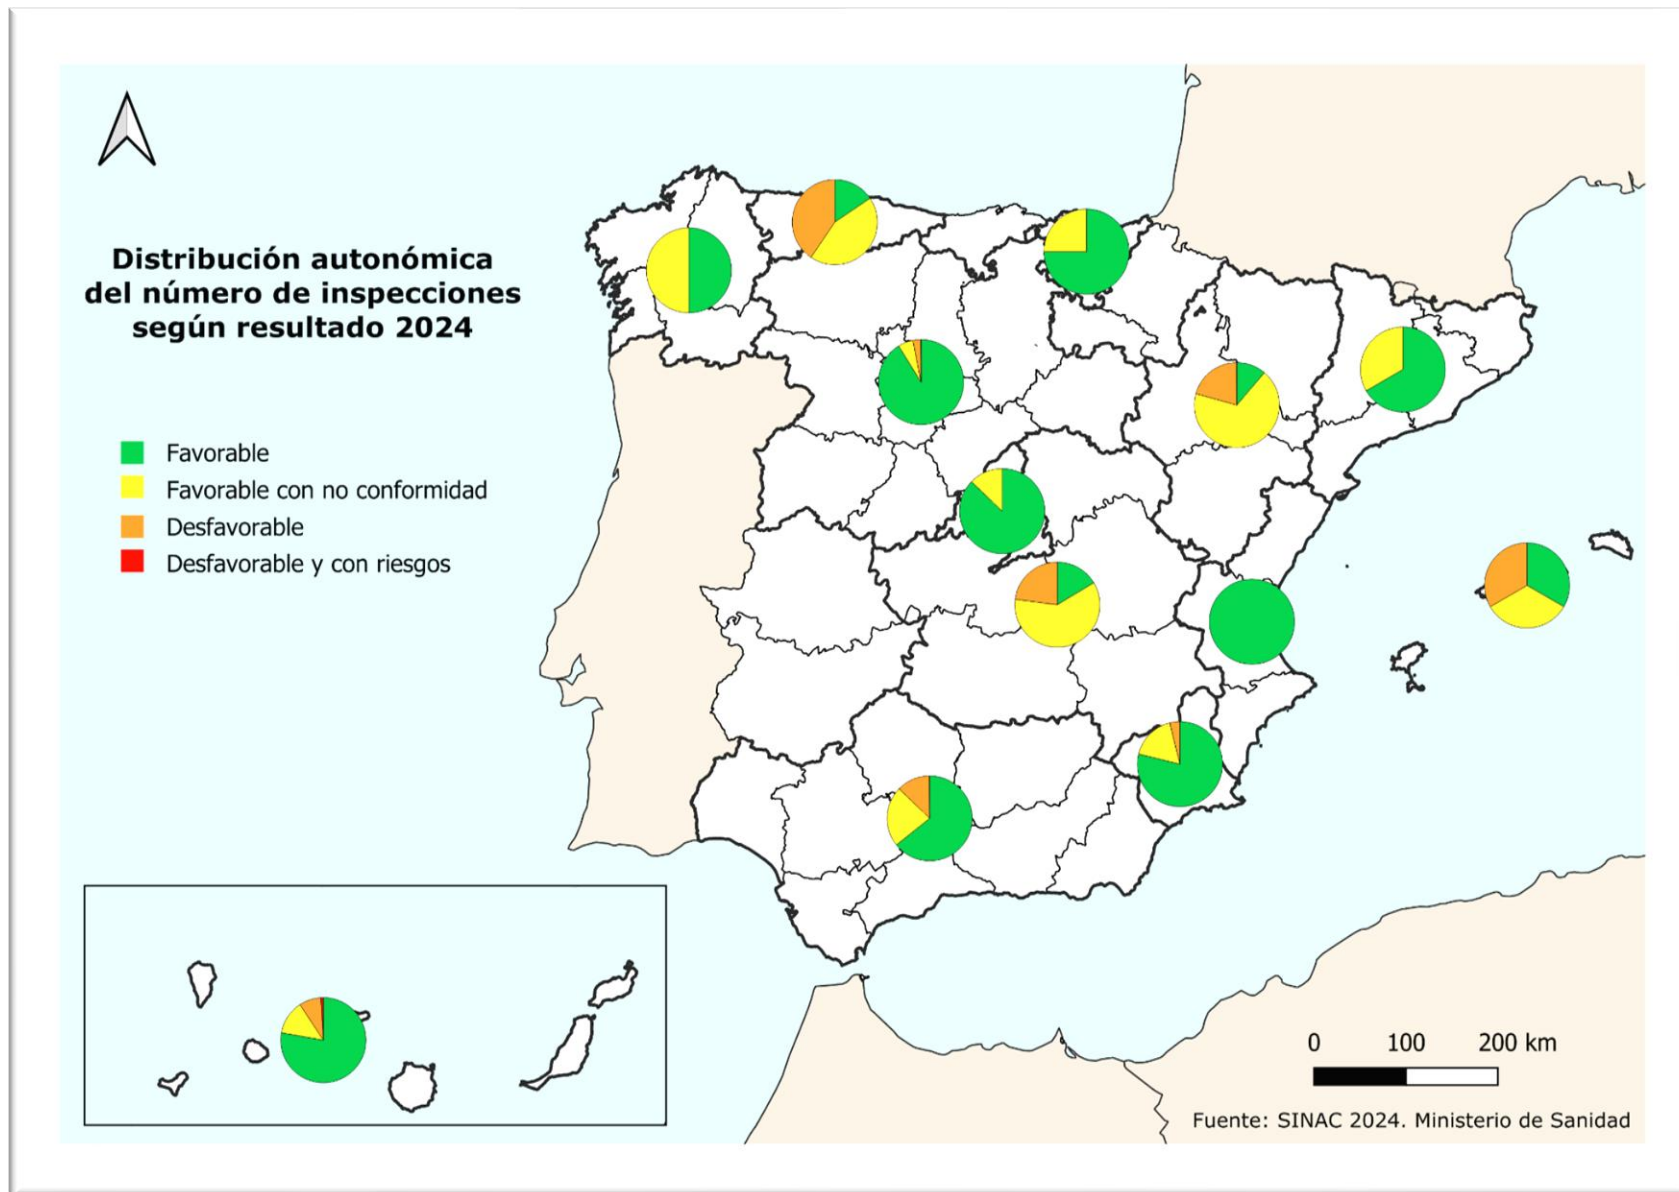 Distribución autonómica
del número de inspecciones
según resultado 2024
Favorable
Favorable con no conformidad
Desfavorable
Desfavorable y con riesgos
0 100 200 km
Fuente: SINAC 2024. Ministerio de Sanidad